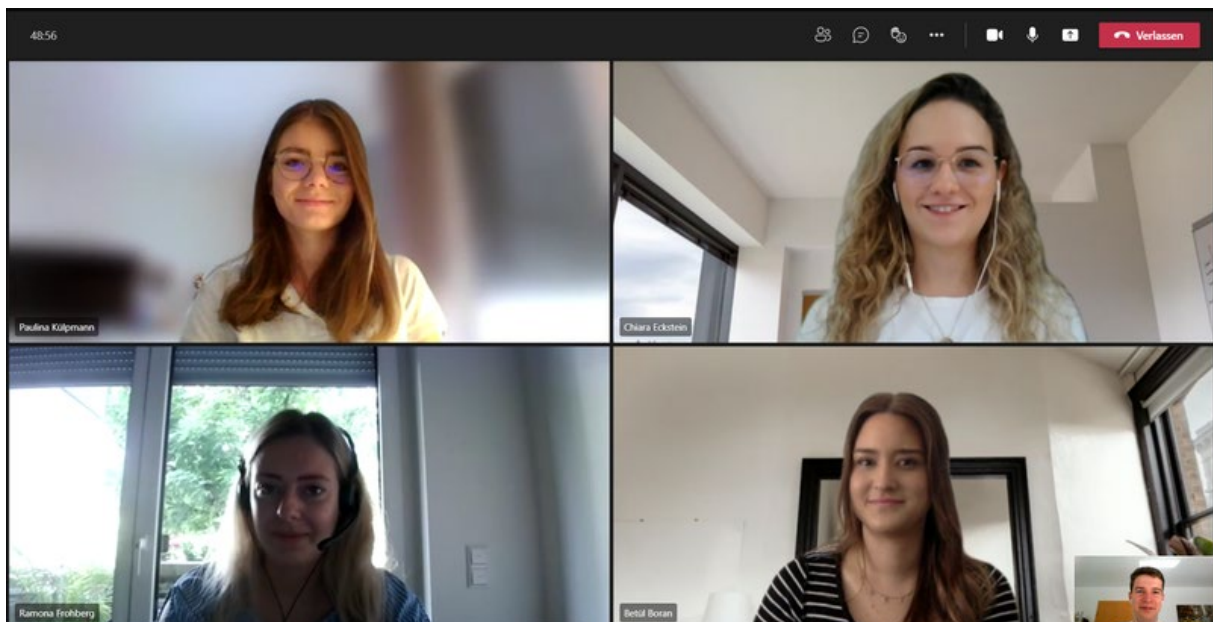 48:56
Verlassen
Paulina Külpmann
Chiara Eckstein
Ramona Frohberg
Betül Boran